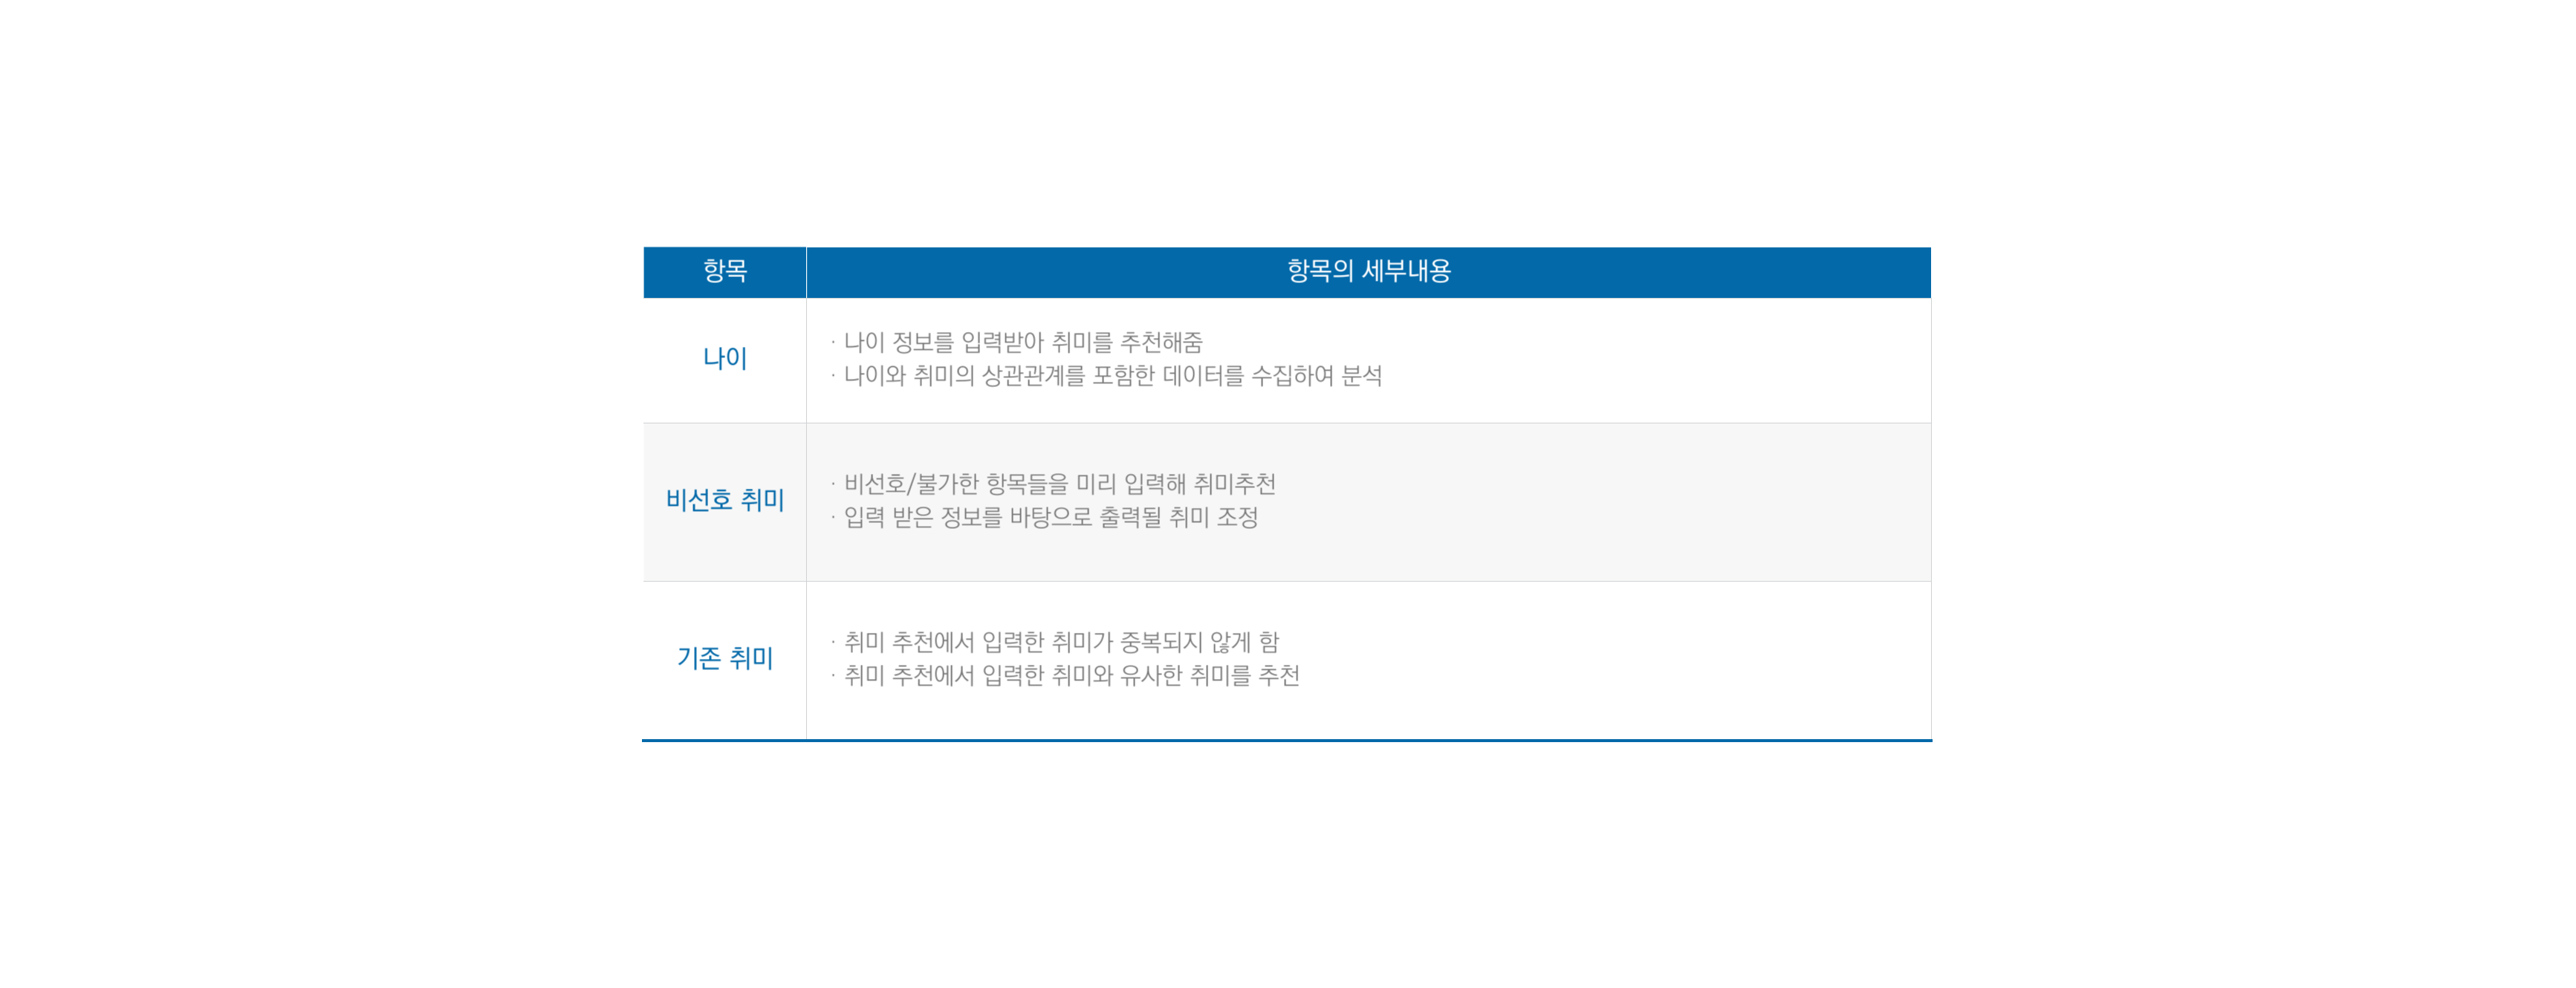 항목
항목의 세부내용
나이
· 나이 정보를 입력받아 취미를 추천해줌
· 나이와 취미의 상관관계를 포함한 데이터를 수집하여 분석
비선호 취미
· 비선호/불가한 항목들을 미리 입력해 취미추천
· 입력 받은 정보를 바탕으로 출력될 취미 조정
기존 취미
· 취미 추천에서 입력한 취미가 중복되지 않게 함
· 취미 추천에서 입력한 취미와 유사한 취미를 추천